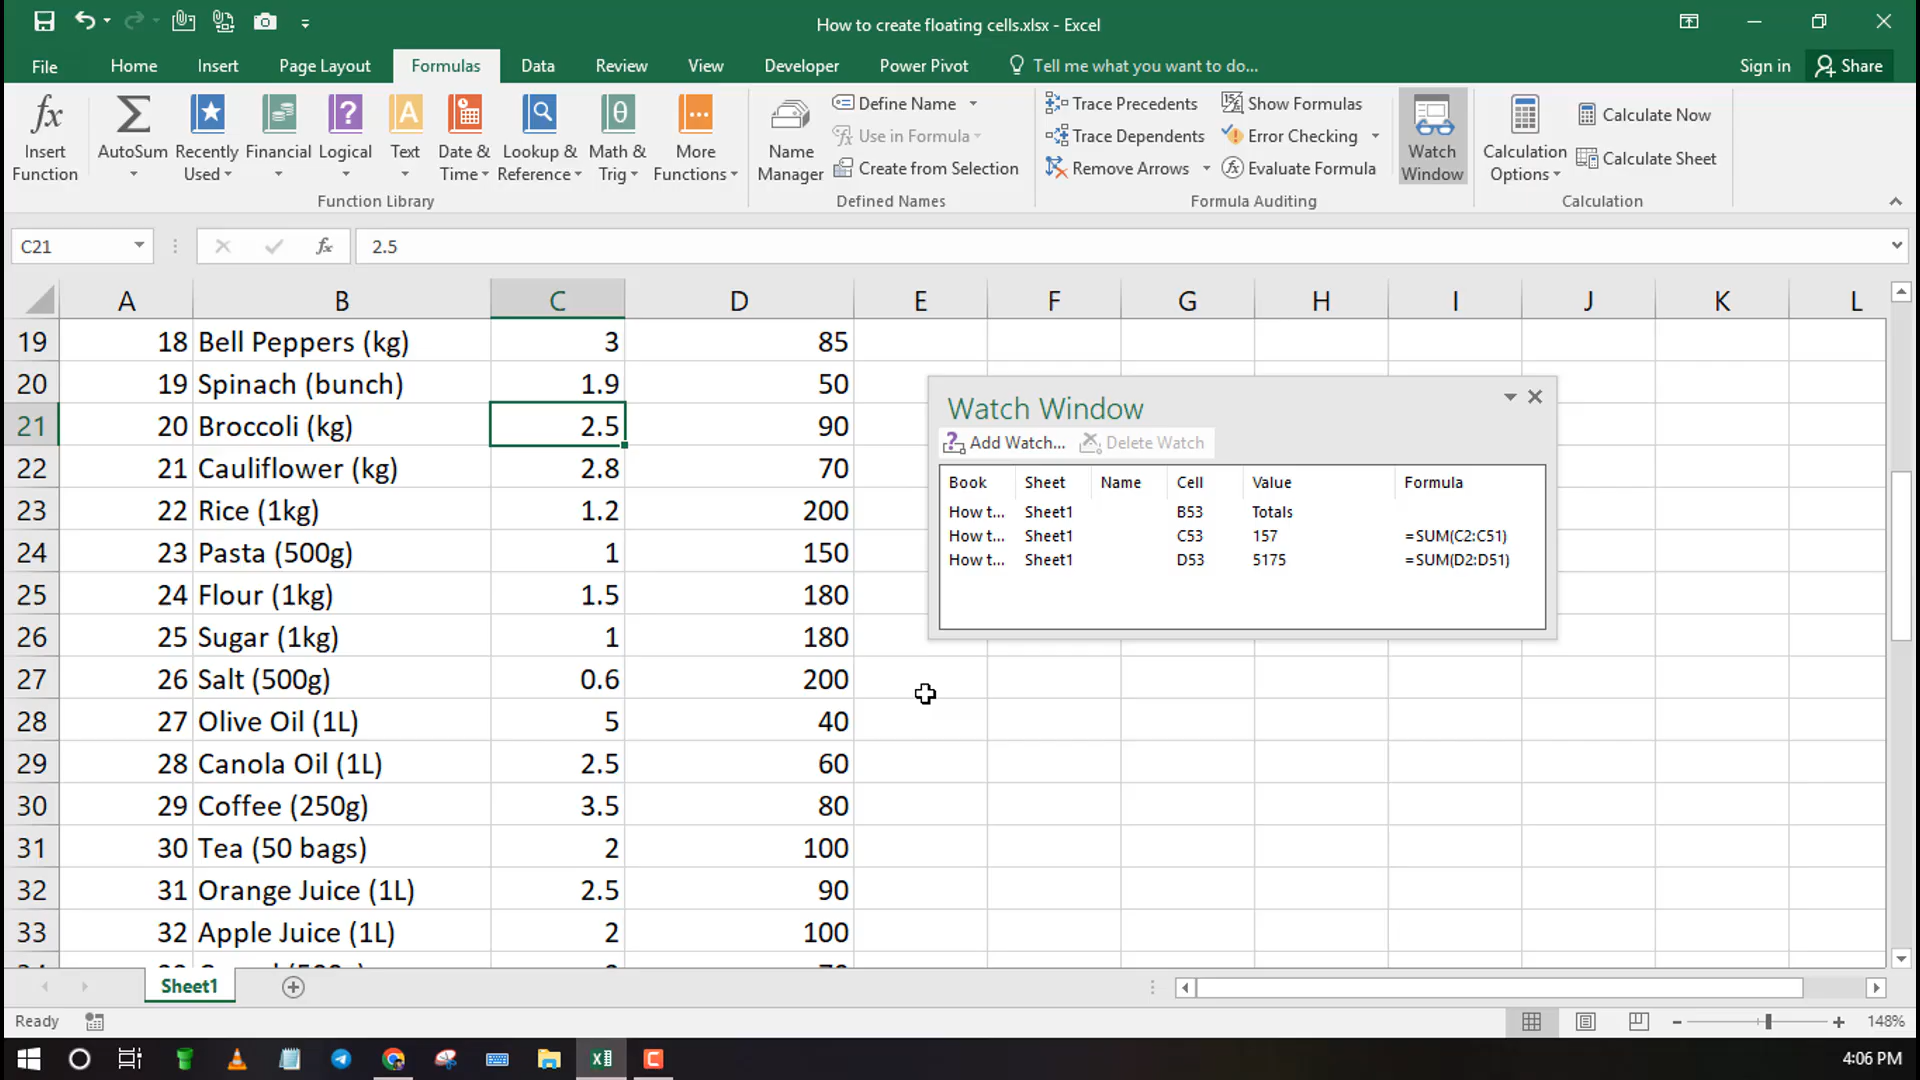 How to create floating cells.xlsx - Excel
File Home Insert Page Layout Formulas Data Review View Developer Power Pivot Tell me what you want to do... Sign in Share
Insert Function
AutoSum
Recently Used
Financial
Logical
Text
Date & Time
Lookup & Reference
Math & Trig
More Functions
Function Library
Name Manager
Define Name
Use in Formula
Create from Selection
Defined Names
Trace Precedents
Trace Dependents
Remove Arrows
Show Formulas
Error Checking
Evaluate Formula
Formula Auditing
Watch Window
Calculation Options
Calculate Now
Calculate Sheet
Calculation
C21 fx 2.5
A B C D E F G H I J K L
19 18 Bell Peppers (kg) 3 85
20 19 Spinach (bunch) 1.9 50
21 20 Broccoli (kg) 2.5 90
22 21 Cauliflower (kg) 2.8 70
23 22 Rice (1kg) 1.2 200
24 23 Pasta (500g) 1 150
25 24 Flour (1kg) 1.5 180
26 25 Sugar (1kg) 1 180
27 26 Salt (500g) 0.6 200
28 27 Olive Oil (1L) 5 40
29 28 Canola Oil (1L) 2.5 60
30 29 Coffee (250g) 3.5 80
31 30 Tea (50 bags) 2 100
32 31 Orange Juice (1L) 2.5 90
33 32 Apple Juice (1L) 2 100
Watch Window
Add Watch... Delete Watch
Book Sheet Name Cell Value Formula
How t... Sheet1 B53 Totals
How t... Sheet1 C53 157 =SUM(C2:C51)
How t... Sheet1 D53 5175 =SUM(D2:D51)
Sheet1
Ready 148%
4:06 PM